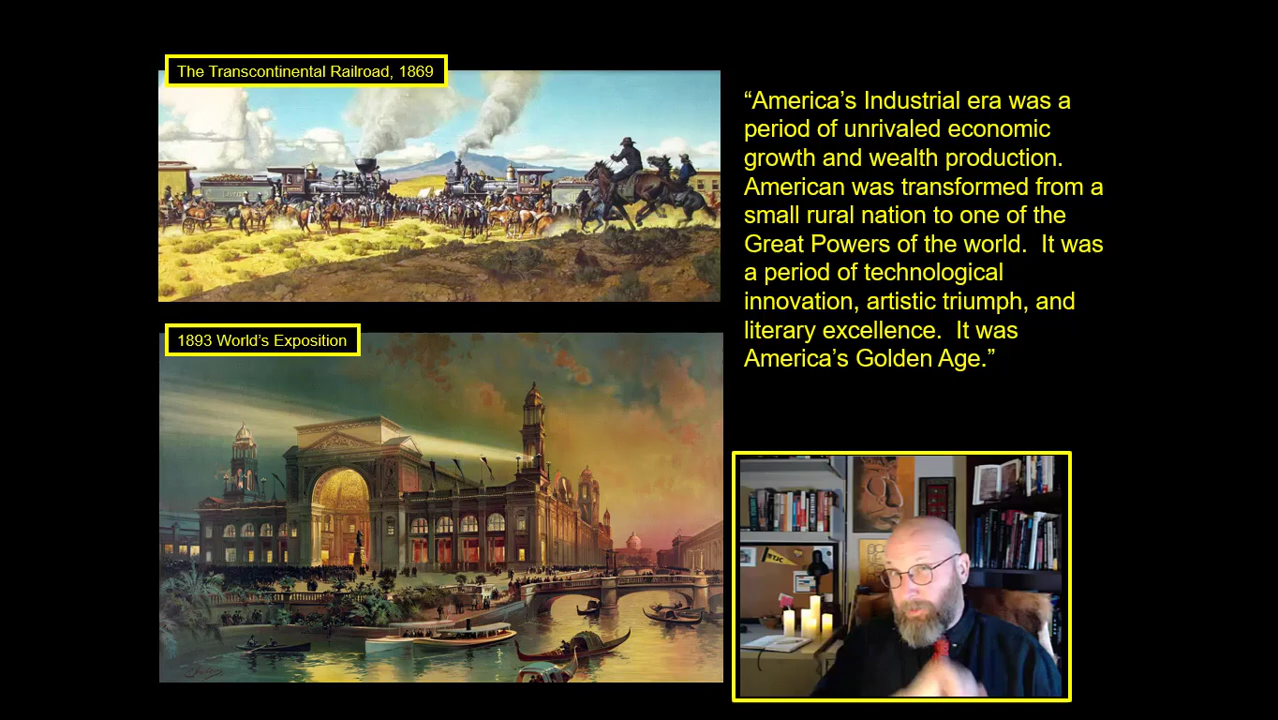 The Transcontinental Railroad, 1869
“America’s Industrial era was a
period of unrivaled economic
growth and wealth production.
American was transformed from a
small rural nation to one of the
Great Powers of the world.  It was
a period of technological
innovation, artistic triumph, and
literary excellence.  It was
America’s Golden Age.”
1893 World’s Exposition